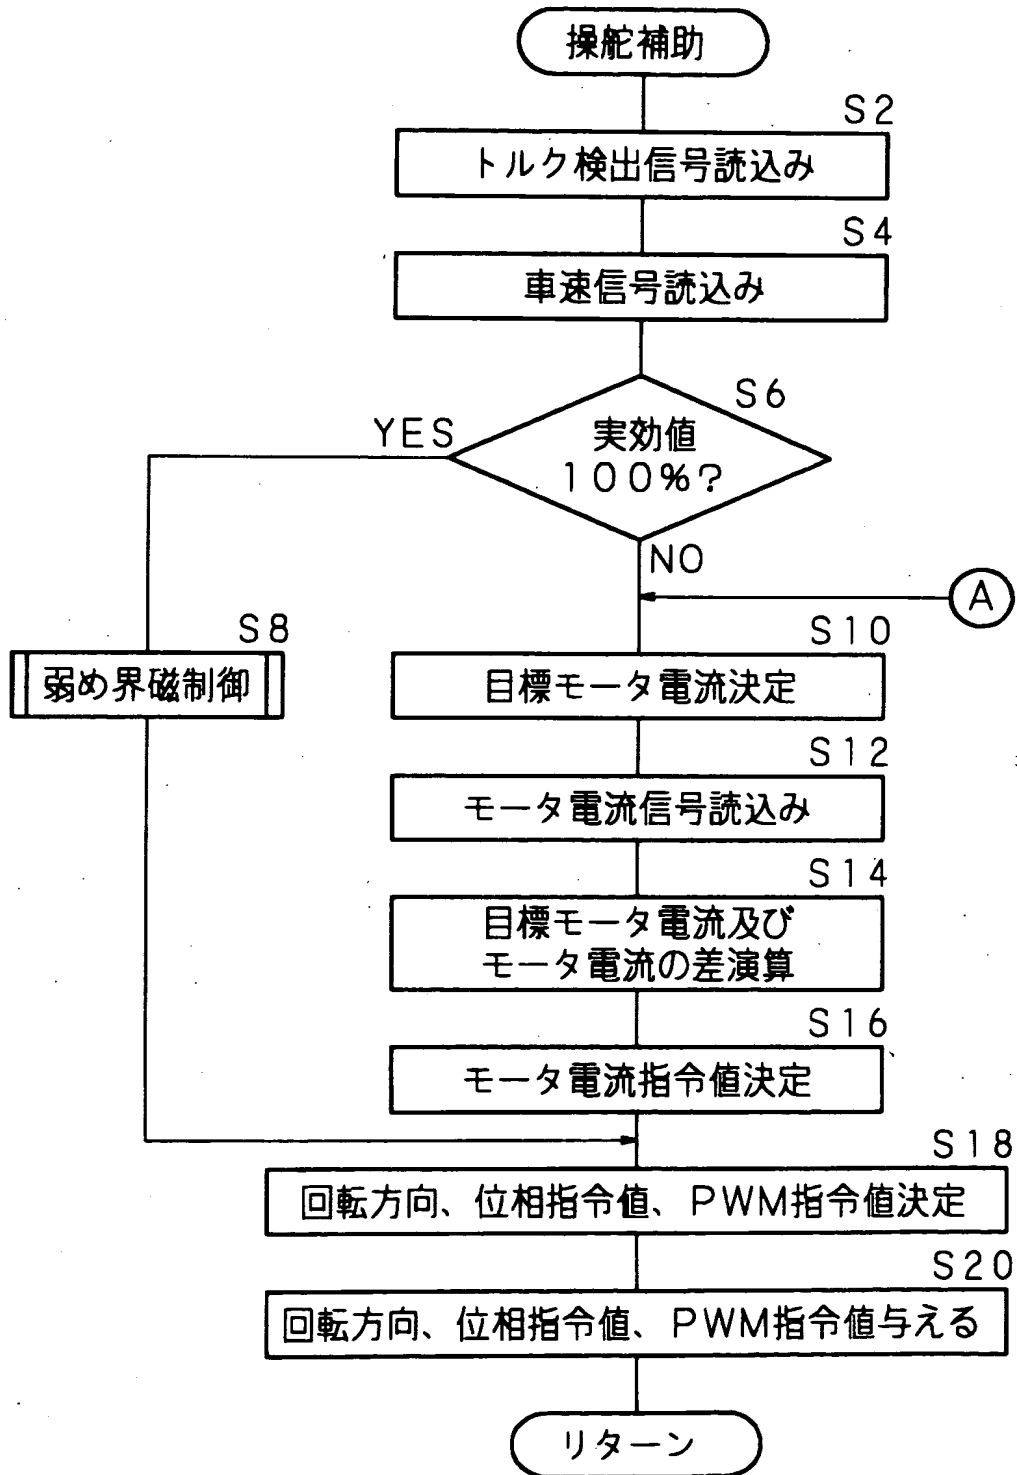 操舵補助
S2
トルク検出信号読込み
S4
車速信号読込み
S6
実効値
100%?
YES
NO
A
S8
弱め界磁制御
S10
目標モータ電流決定
S12
モータ電流信号読込み
S14
目標モータ電流及び
モータ電流の差演算
S16
モータ電流指令値決定
S18
回転方向、位相指令値、PWM指令値決定
S20
回転方向、位相指令値、PWM指令値与える
リターン